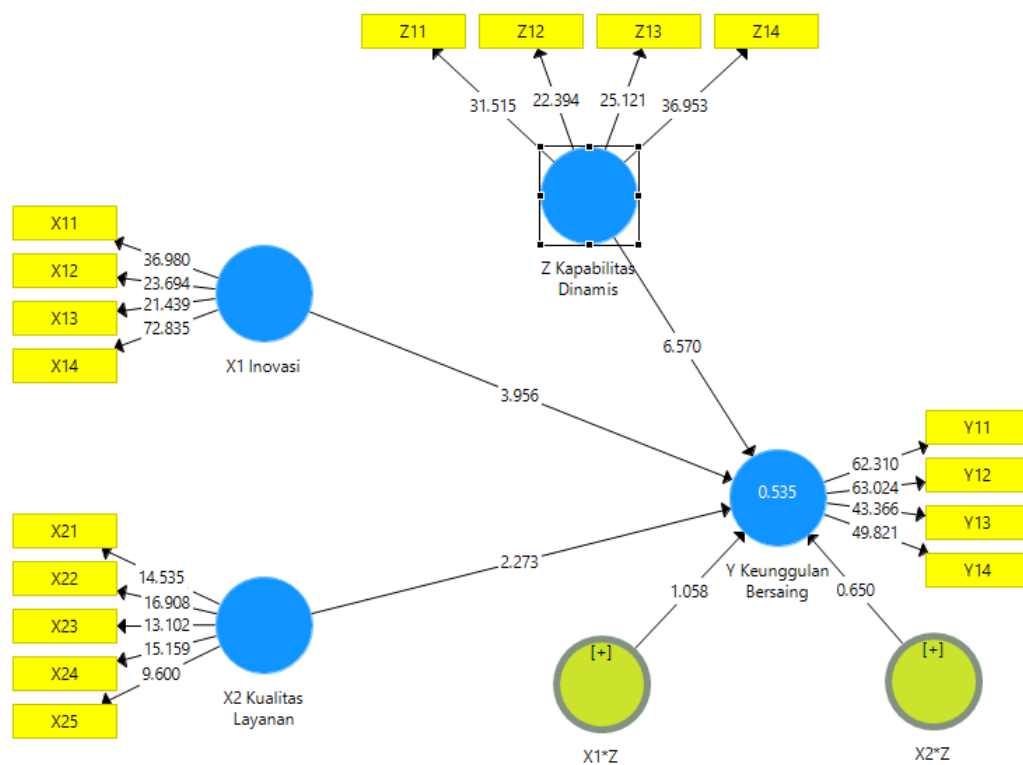 Z11 Z12 Z13 Z14
31.515 22.394 25.121 36.953
Z Kapabilitas
Dinamis
X11
X12
X13
X14
36.980
23.694
21.439
72.835
X1 Inovasi
6.570
3.956
X21
X22
X23
X24
X25
14.535
16.908
13.102
15.159
9.600
X2 Kualitas
Layanan
2.273
0.535
62.310
63.024
43.366
49.821
Y11
Y12
Y13
Y14
Y Keunggulan
Bersaing
1.058
0.650
[+]
X1*Z
[+]
X2*Z